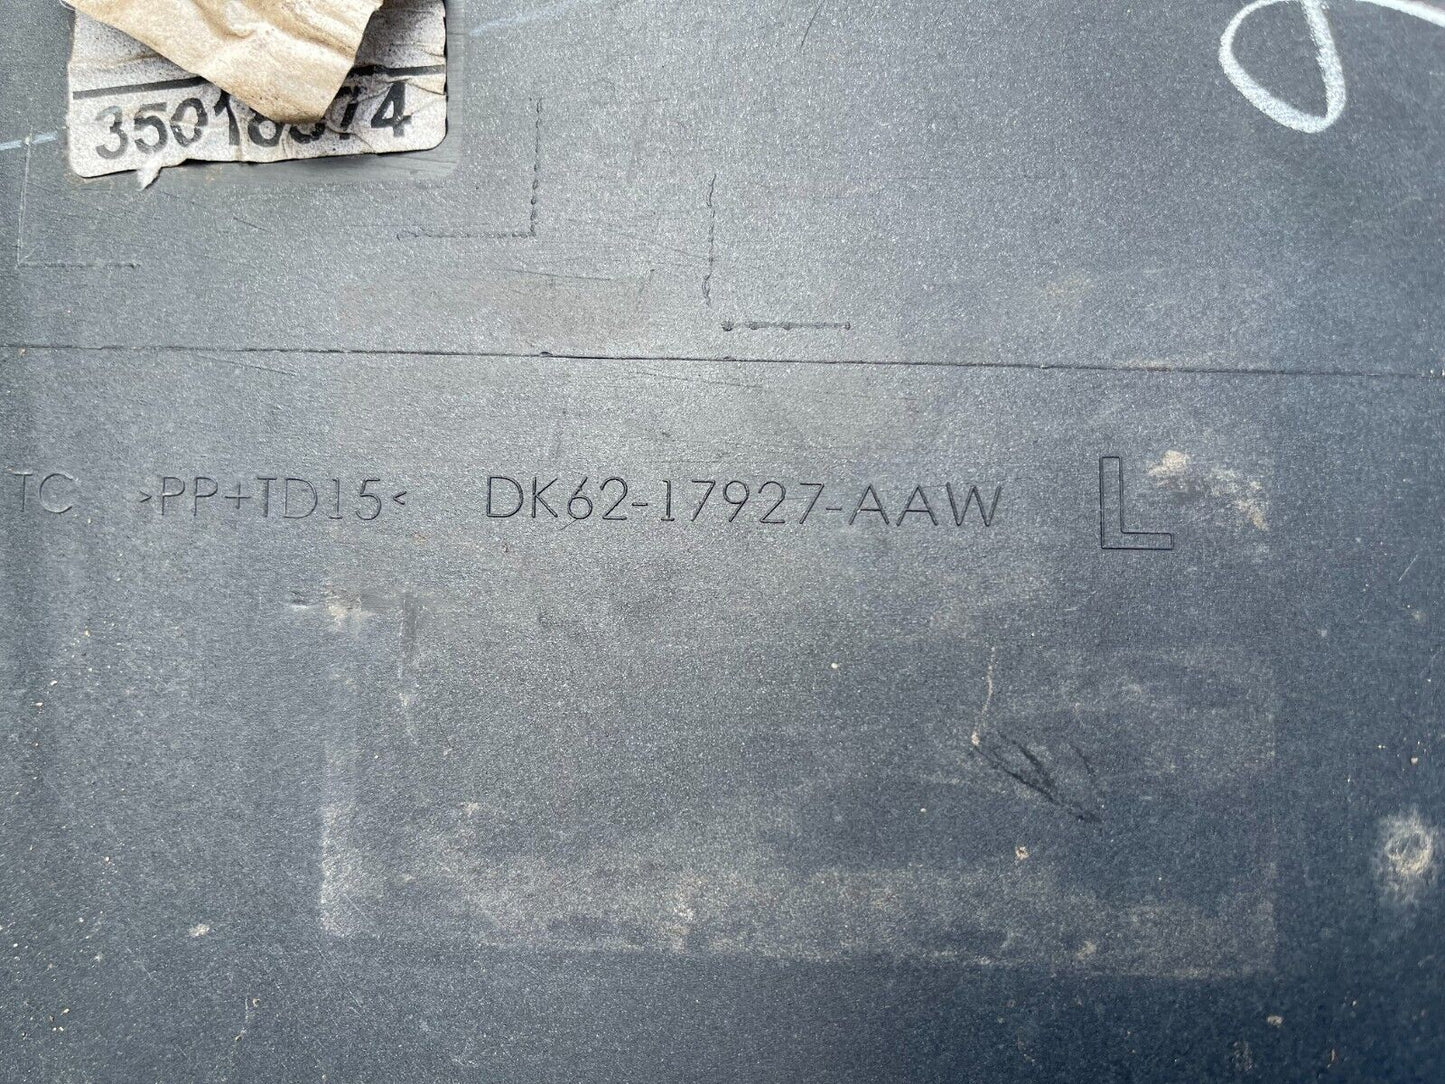 TC >PP+TD15< DK62-17927-AAW L